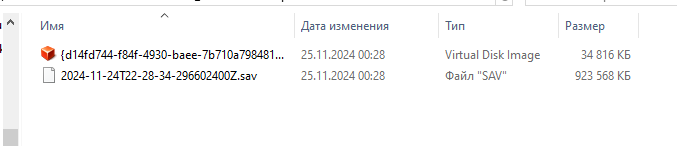 Имя Дата изменения Тип Размер
{d14fd744-f84f-4930-baee-7b710a798481... 25.11.2024 00:28 Virtual Disk Image 34 816 КБ
2024-11-24T22-28-34-296602400Z.sav 25.11.2024 00:28 Файл "SAV" 923 568 КБ